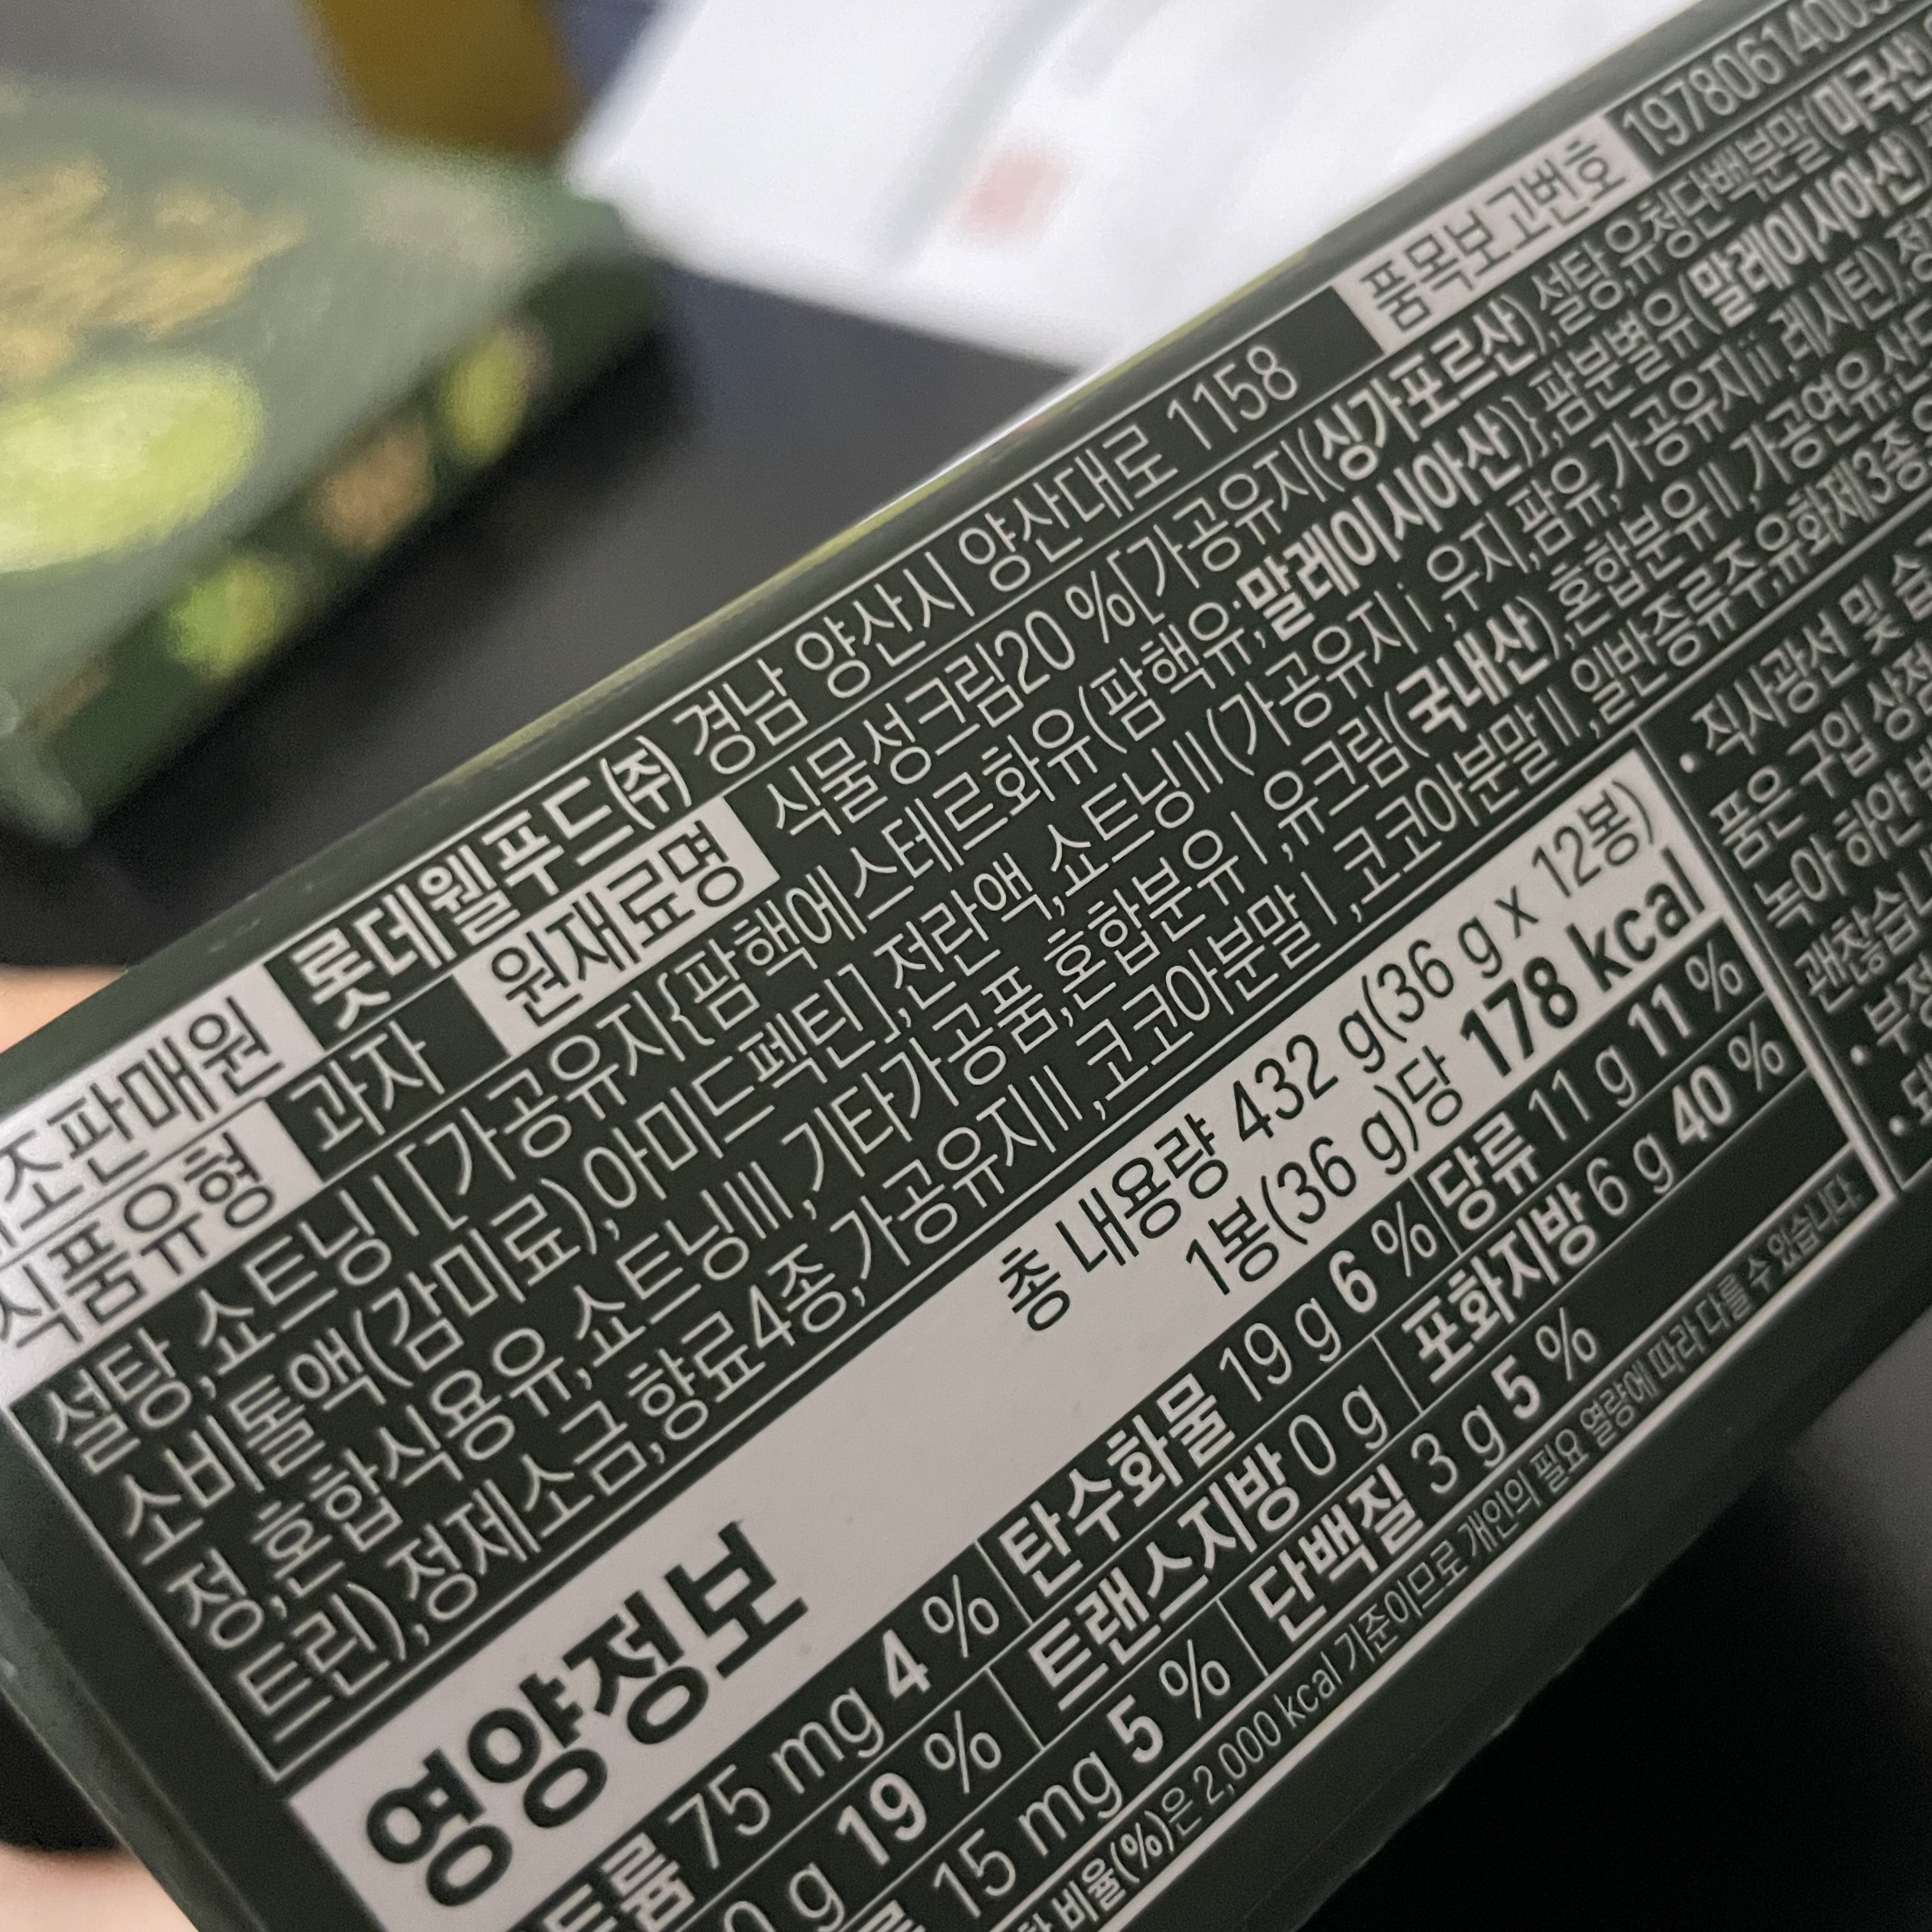 조판매원 롯데웰푸드㈜ 경남 양산시 양산대로 1158 품목보고번호
식품유형 과자 원재료명 식물성크림20 %[가공유지(싱가포르산),설탕,유청단백분말(미국산
설탕,쇼트닝Ⅰ[가공유지{팜핵에스테르화유(팜핵유;말레이시아산)},팜분별유(말레이시아산)
소비톨액(감미료),아미드펙틴],전란액,쇼트닝Ⅱ(가공유지ⅰ,우지,팜유,가공유지ⅱ,레시틴),정
정,혼합식용유,쇼트닝Ⅲ,기타가공품,혼합분유Ⅰ,유크림(국내산),혼합분유Ⅱ,가공연유,
트린),정제소금,향료4종,가공유지Ⅱ,코코아분말Ⅰ,코코아분말Ⅱ,일반증류주,유화제3종
영양정보
총 내용량 432 g(36 g x 12봉)
1봉(36 g)당 178 kcal
트륨 75 mg 4 % 탄수화물 19 g 6 % 당류 11 g 11 %
0 g 19 % 트랜스지방 0 g 포화지방 6 g 40 %
15 mg 5 % 단백질 3 g 5 %
비율(%)은 2,000 kcal 기준이므로 개인의 필요 열량에 따라 다를 수 있습니다.
• 직사광선 및 습
품은 구입 상점
녹아 하얀
괜찮습니
• 부정